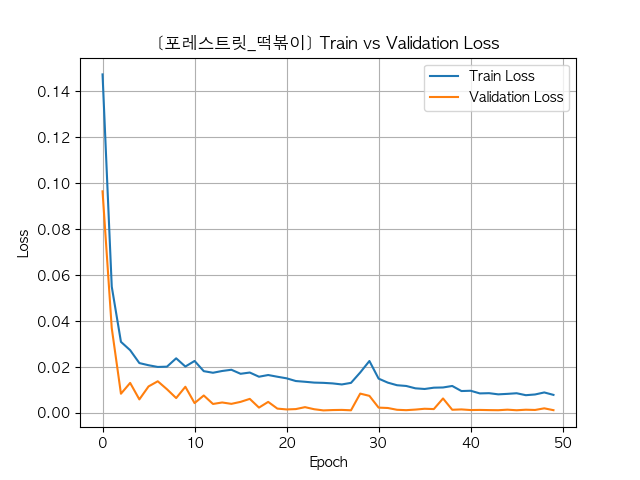 [포레스트릿_떡볶이] Train vs Validation Loss
Train Loss
Validation Loss
0.14
0.12
0.10
0.08
0.06
0.04
0.02
0.00
Loss
0 10 20 30 40 50
Epoch